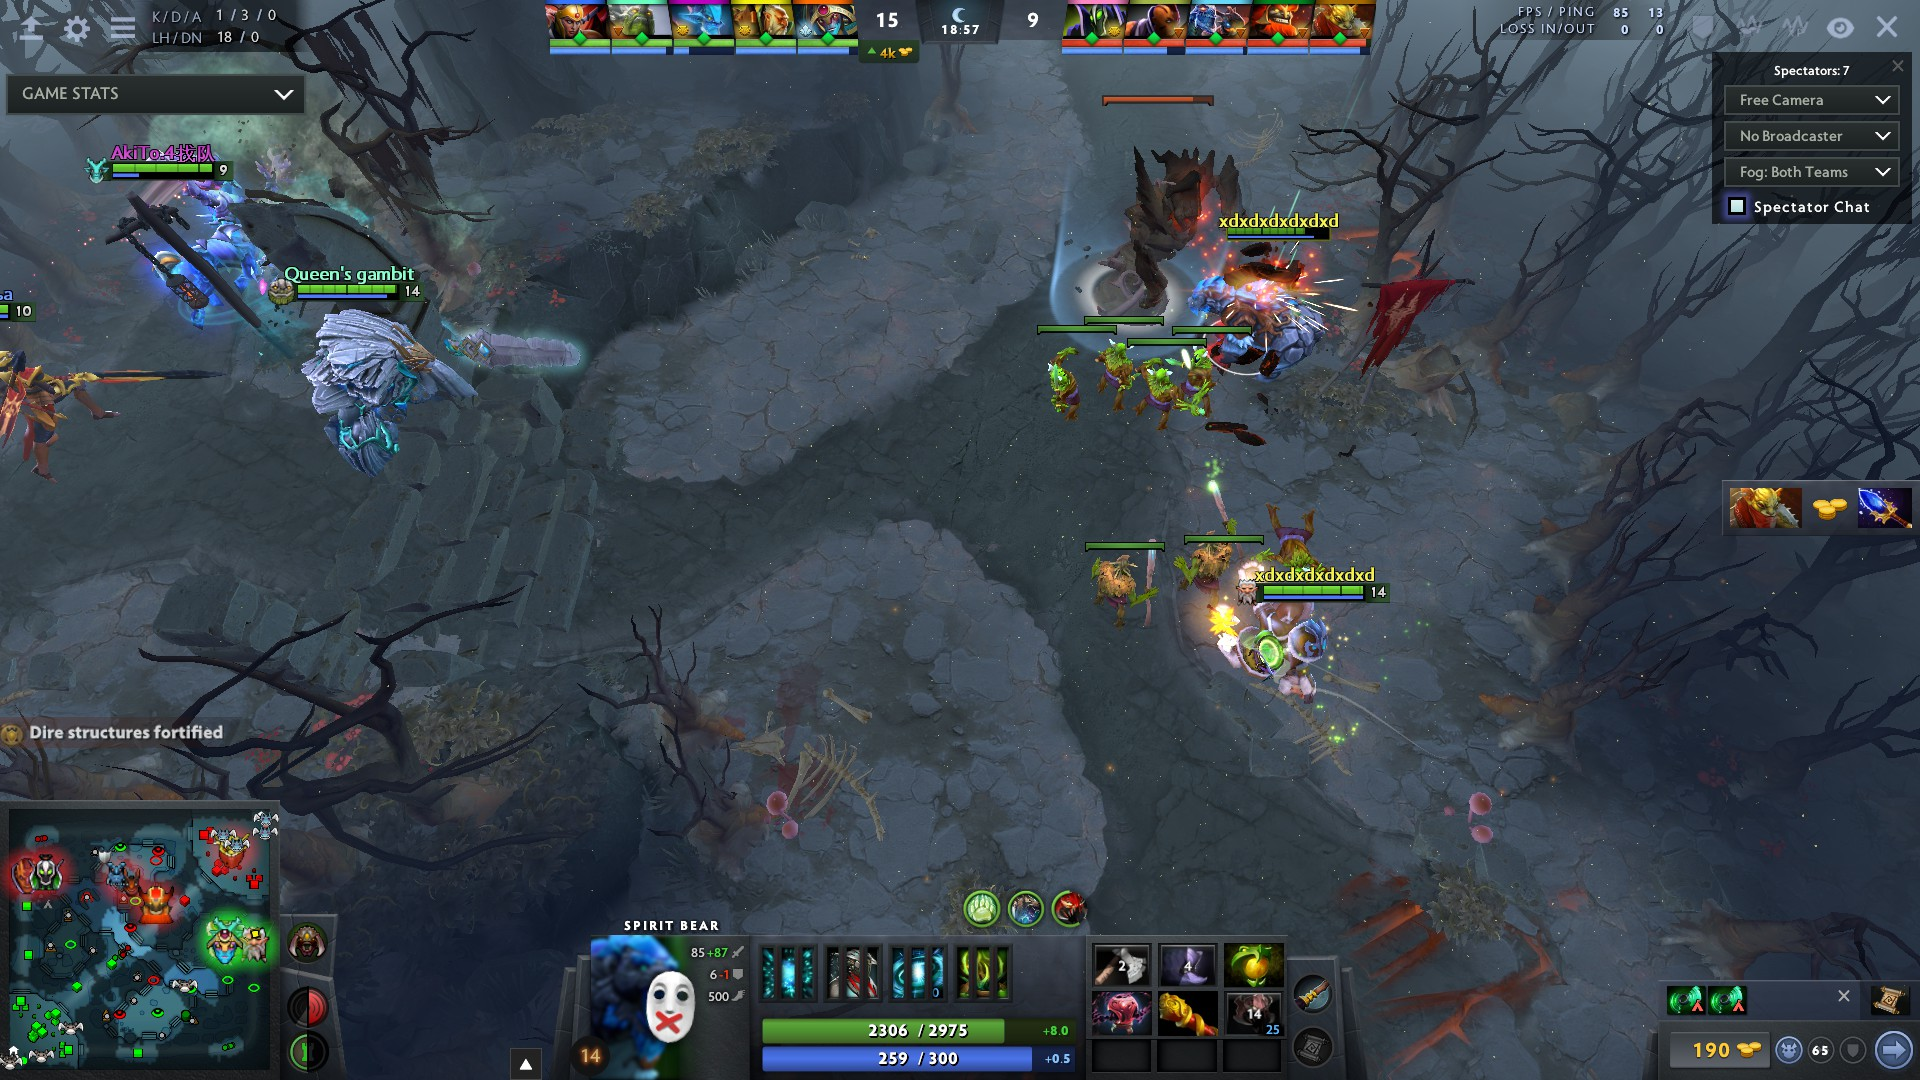 K/D/A 1 / 3 / 0
LH/DN 18 / 0
15
18:57
9
4k
FPS / PING 85 13
LOSS IN/OUT 0 0
GAME STATS
Spectators: 7
Free Camera
No Broadcaster
Fog: Both Teams
Spectator Chat
AkiTo.4找队
9
xdxdxdxdxdxd
Queen's gambit
14
10
xdxdxdxdxdxd
14
Dire structures fortified
SPIRIT BEAR
85 +87
6 -1
500
2
4
14
25
2306 / 2975
+8.0
259 / 300
+0.5
14
190
65